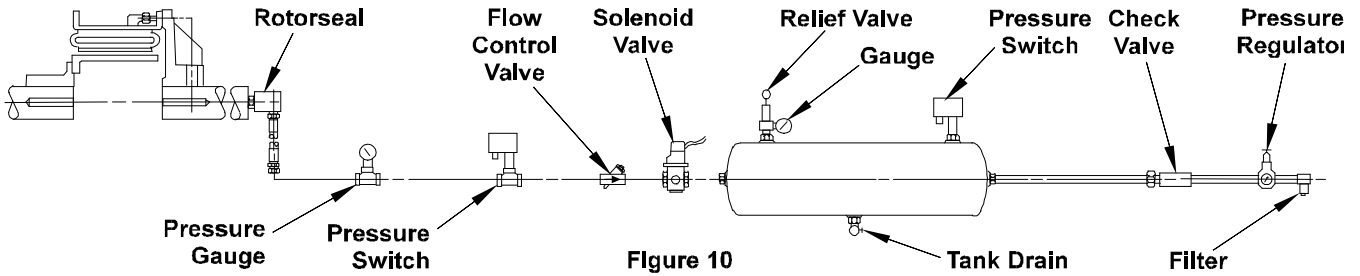 Rotorseal
Flow
Control
Valve
Solenoid
Valve
Relief Valve
Gauge
Pressure
Switch
Check
Valve
Pressure
Regulator
Pressure
Gauge
Pressure
Switch
Figure 10
Tank Drain
Filter